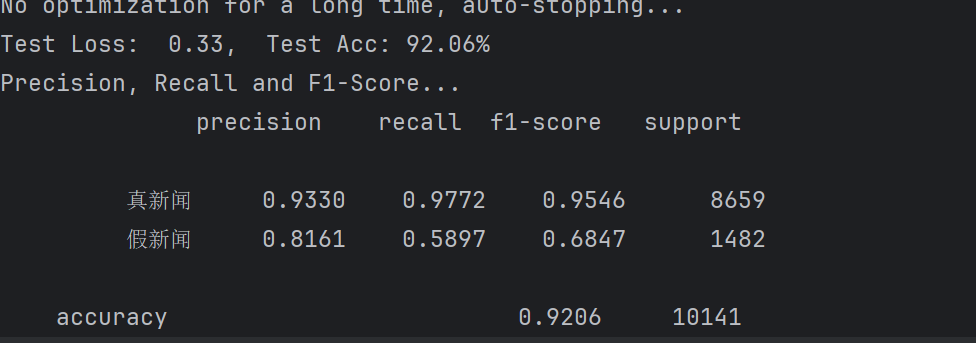 No optimization for a long time, auto-stopping...
Test Loss:  0.33,  Test Acc: 92.06%
Precision, Recall and F1-Score...
precision    recall  f1-score   support
真新闻     0.9330    0.9772    0.9546      8659
假新闻     0.8161    0.5897    0.6847      1482
accuracy                         0.9206     10141